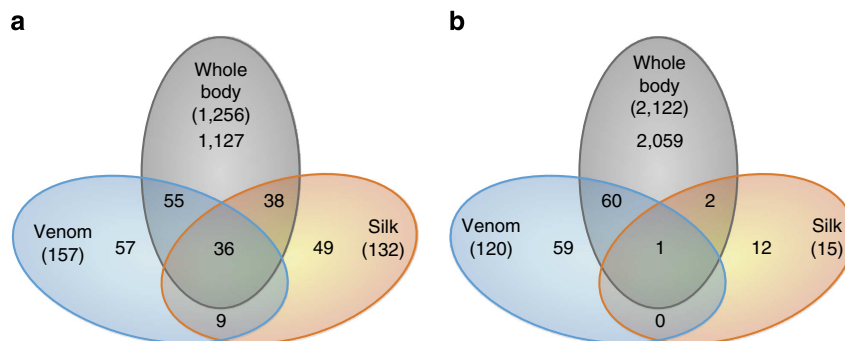 a
Whole
body
(1,256)
1,127
55
38
Venom
(157)
57
36
49
Silk
(132)
9
b
Whole
body
(2,122)
2,059
60
2
Venom
(120)
59
1
12
Silk
(15)
0